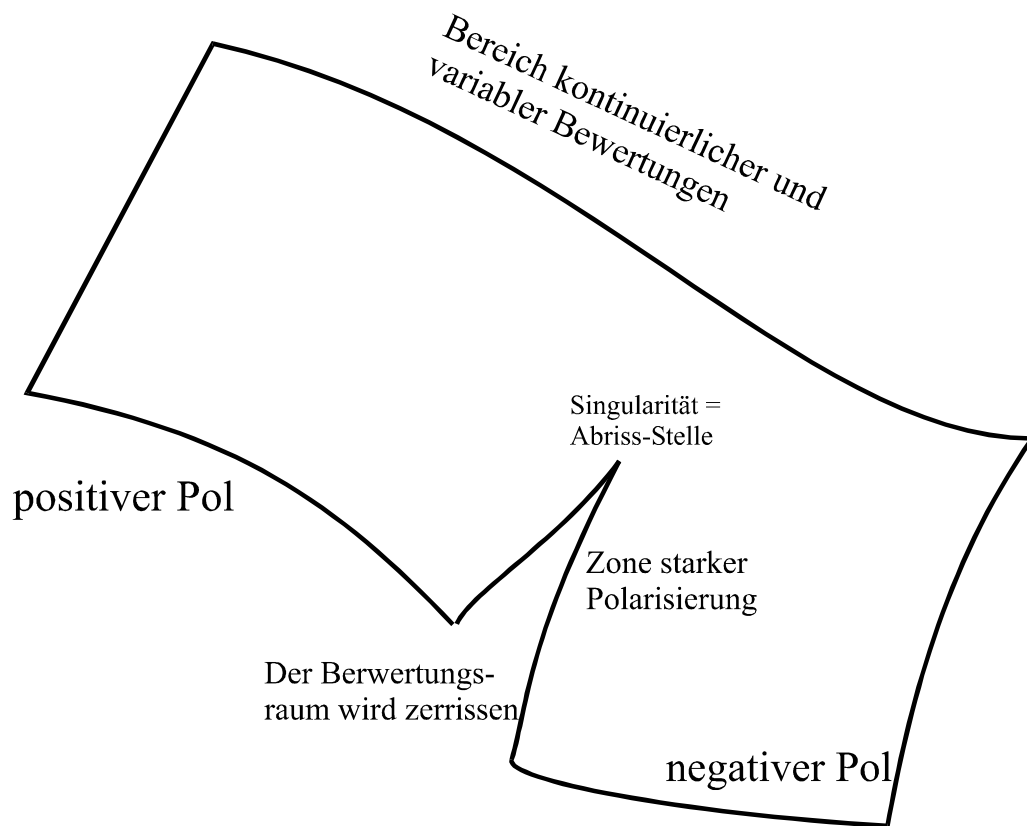 Bereich kontinuierlicher und
variabler Bewertungen
Singularität =
Abriss-Stelle
positiver Pol
Zone starker
Polarisierung
Der Berwertungs-
raum wird zerrissen
negativer Pol